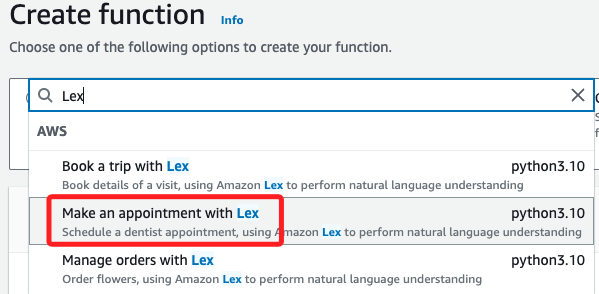 Create function Info
Choose one of the following options to create your function.
Lex
AWS
Book a trip with Lex python3.10
Book details of a visit, using Amazon Lex to perform natural language understanding
Make an appointment with Lex python3.10
Schedule a dentist appointment, using Amazon Lex to perform natural language understanding
Manage orders with Lex python3.10
Order flowers, using Amazon Lex to perform natural language understanding